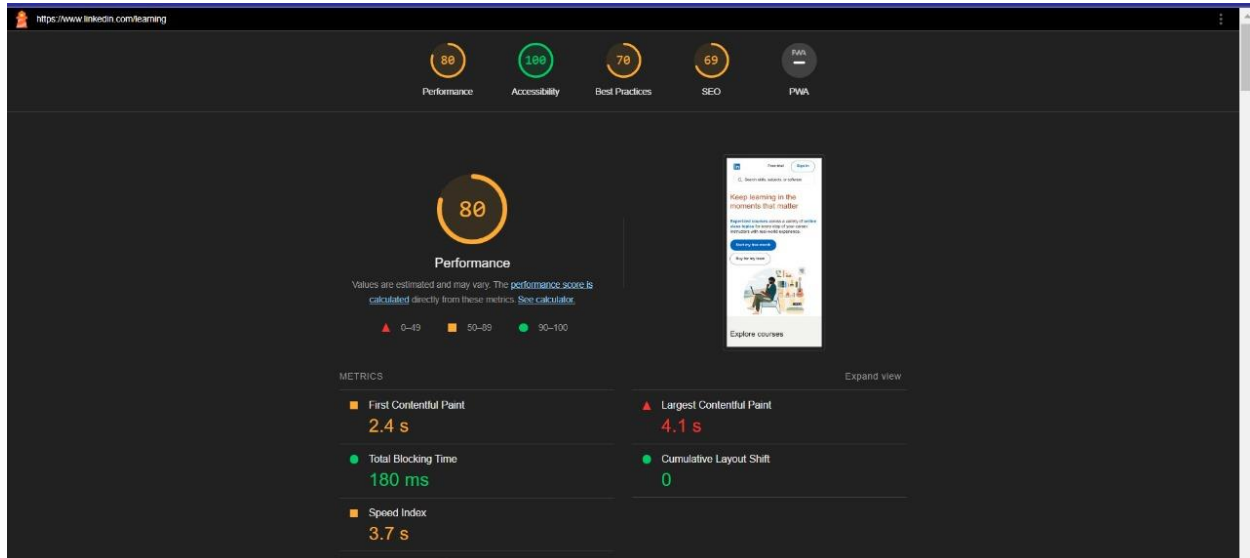 https://www.linkedin.com/learning
80
100
70
69
PWA
Performance
Accessibility
Best Practices
SEO
PWA
80
Performance
Values are estimated and may vary. The performance score is
calculated directly from these metrics. See calculator.
0–49
50–89
90–100
Keep learning in the
moments that matter
Explore courses
METRICS
Expand view
First Contentful Paint
2.4 s
Largest Contentful Paint
4.1 s
Total Blocking Time
180 ms
Cumulative Layout Shift
0
Speed Index
3.7 s